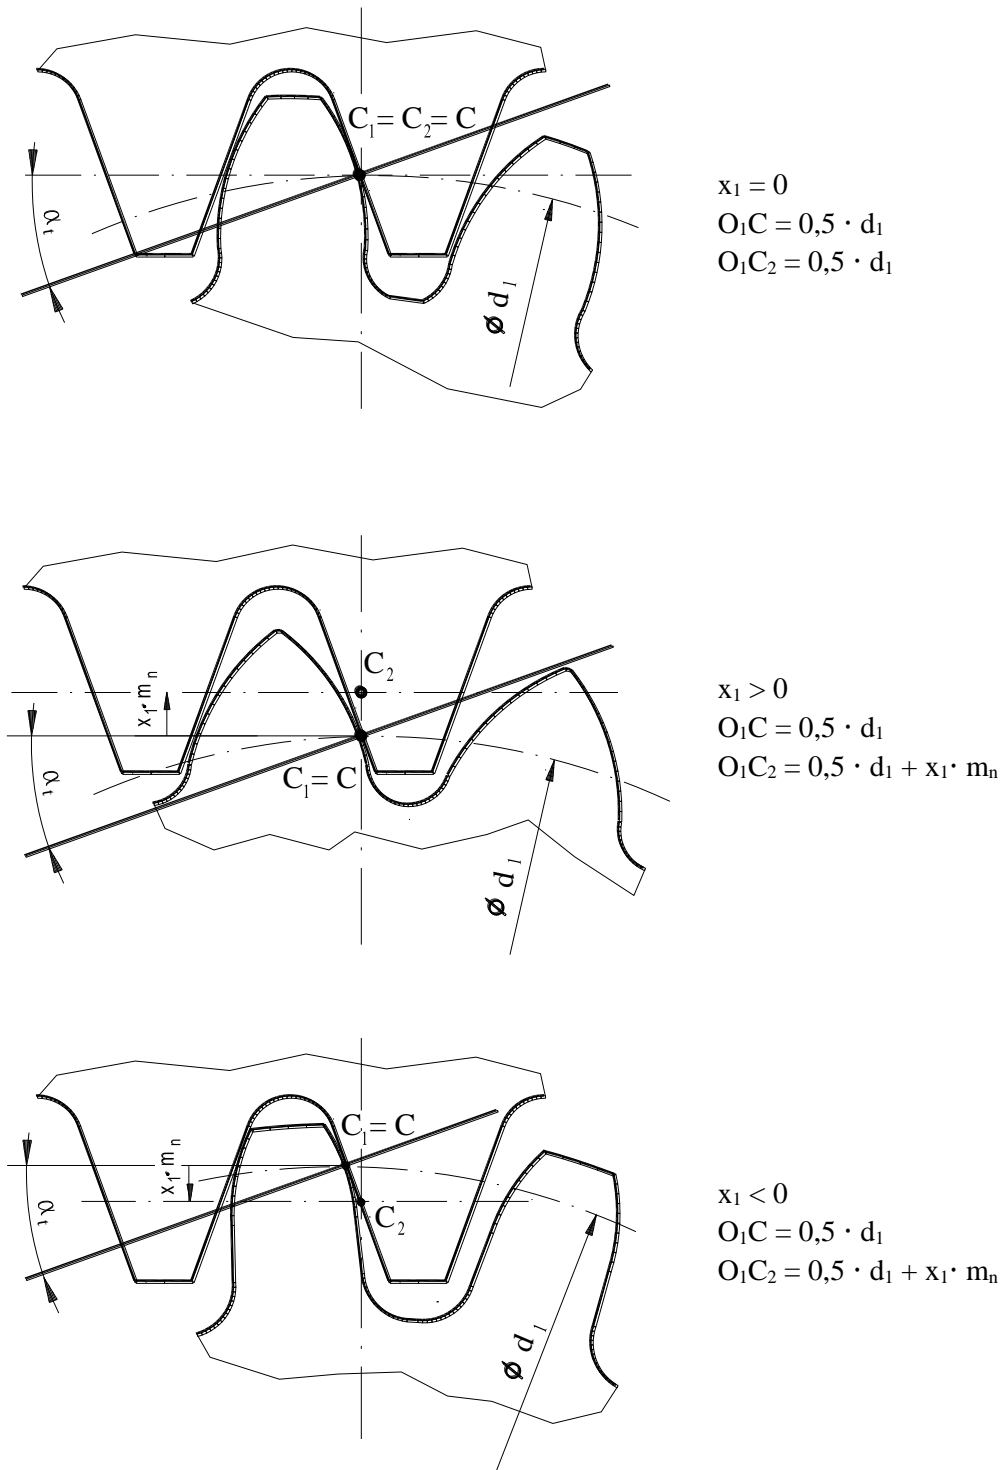 C₁= C₂= C
αₜ
ϕ d₁
x₁ = 0
O₁C = 0,5 · d₁
O₁C₂ = 0,5 · d₁
C₂
x₁· mₙ
αₜ
C₁= C
ϕ d₁
x₁ > 0
O₁C = 0,5 · d₁
O₁C₂ = 0,5 · d₁ + x₁· mₙ
C₁= C
x₁· mₙ
αₜ
C₂
ϕ d₁
x₁ < 0
O₁C = 0,5 · d₁
O₁C₂ = 0,5 · d₁ + x₁· mₙ